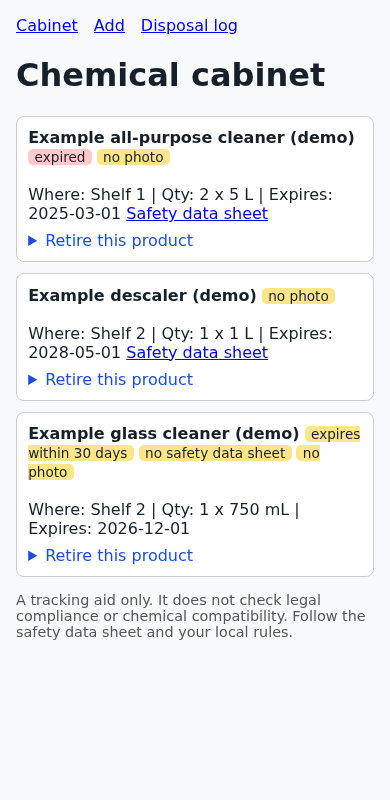 Cabinet Add Disposal log
Chemical cabinet
Example all-purpose cleaner (demo)
expired no photo
Where: Shelf 1 | Qty: 2 x 5 L | Expires:
2025-03-01 Safety data sheet
Retire this product
Example descaler (demo) no photo
Where: Shelf 2 | Qty: 1 x 1 L | Expires:
2028-05-01 Safety data sheet
Retire this product
Example glass cleaner (demo) expires
within 30 days no safety data sheet no
photo
Where: Shelf 2 | Qty: 1 x 750 mL |
Expires: 2026-12-01
Retire this product
A tracking aid only. It does not check legal
compliance or chemical compatibility. Follow the
safety data sheet and your local rules.